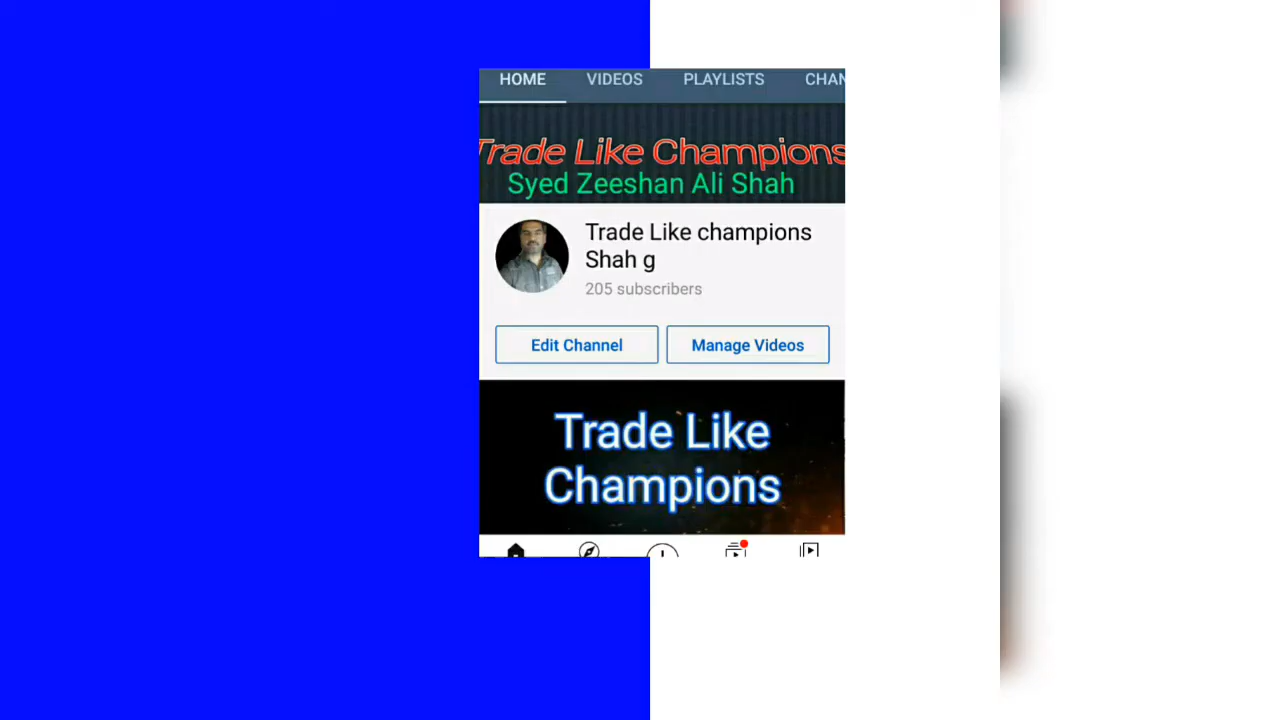 HOME VIDEOS PLAYLISTS CHAN
Trade Like Champions
Syed Zeeshan Ali Shah
Trade Like champions
Shah g
205 subscribers
Edit Channel Manage Videos
Trade Like
Champions